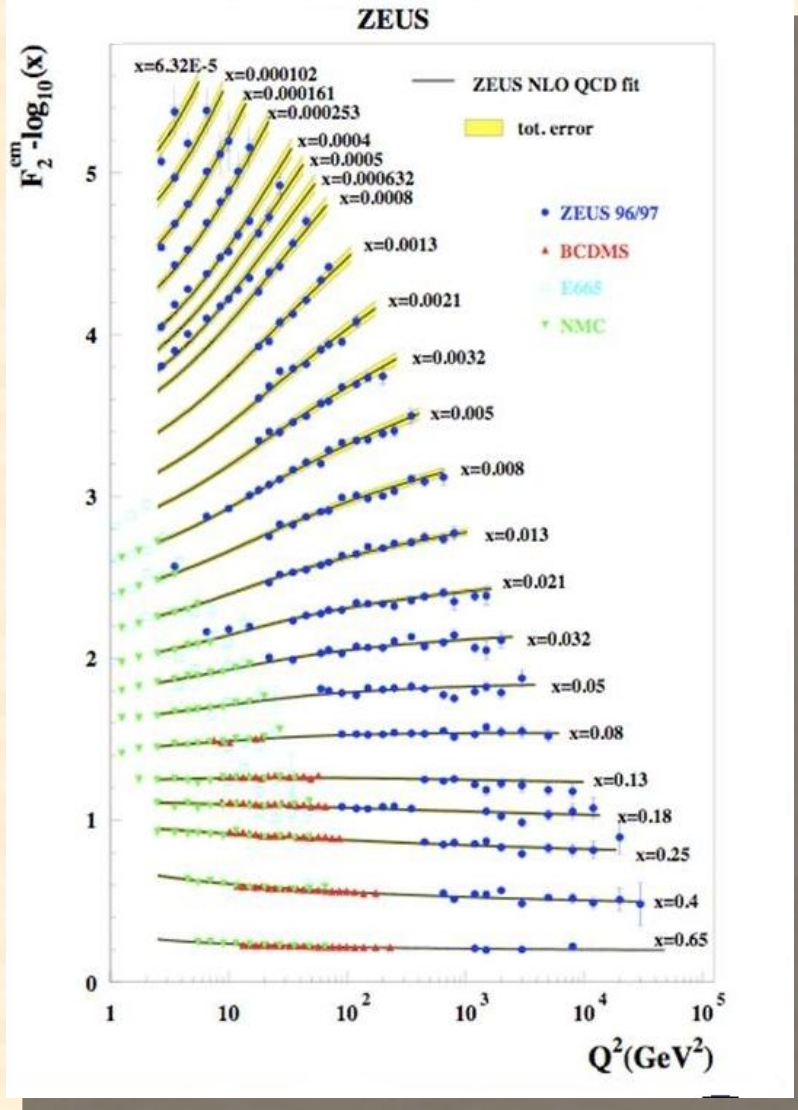 ZEUS
F₂ᵉᵐ-log₁₀(x)
x=6.32E-5
x=0.000102
x=0.000161
x=0.000253
x=0.0004
x=0.0005
x=0.000632
x=0.0008
x=0.0013
x=0.0021
x=0.0032
x=0.005
x=0.008
x=0.013
x=0.021
x=0.032
x=0.05
x=0.08
x=0.13
x=0.18
x=0.25
x=0.4
x=0.65
ZEUS NLO QCD fit
tot. error
ZEUS 96/97
BCDMS
E665
NMC
5
4
3
2
1
0
1 10 10² 10³ 10⁴ 10⁵
Q²(GeV²)